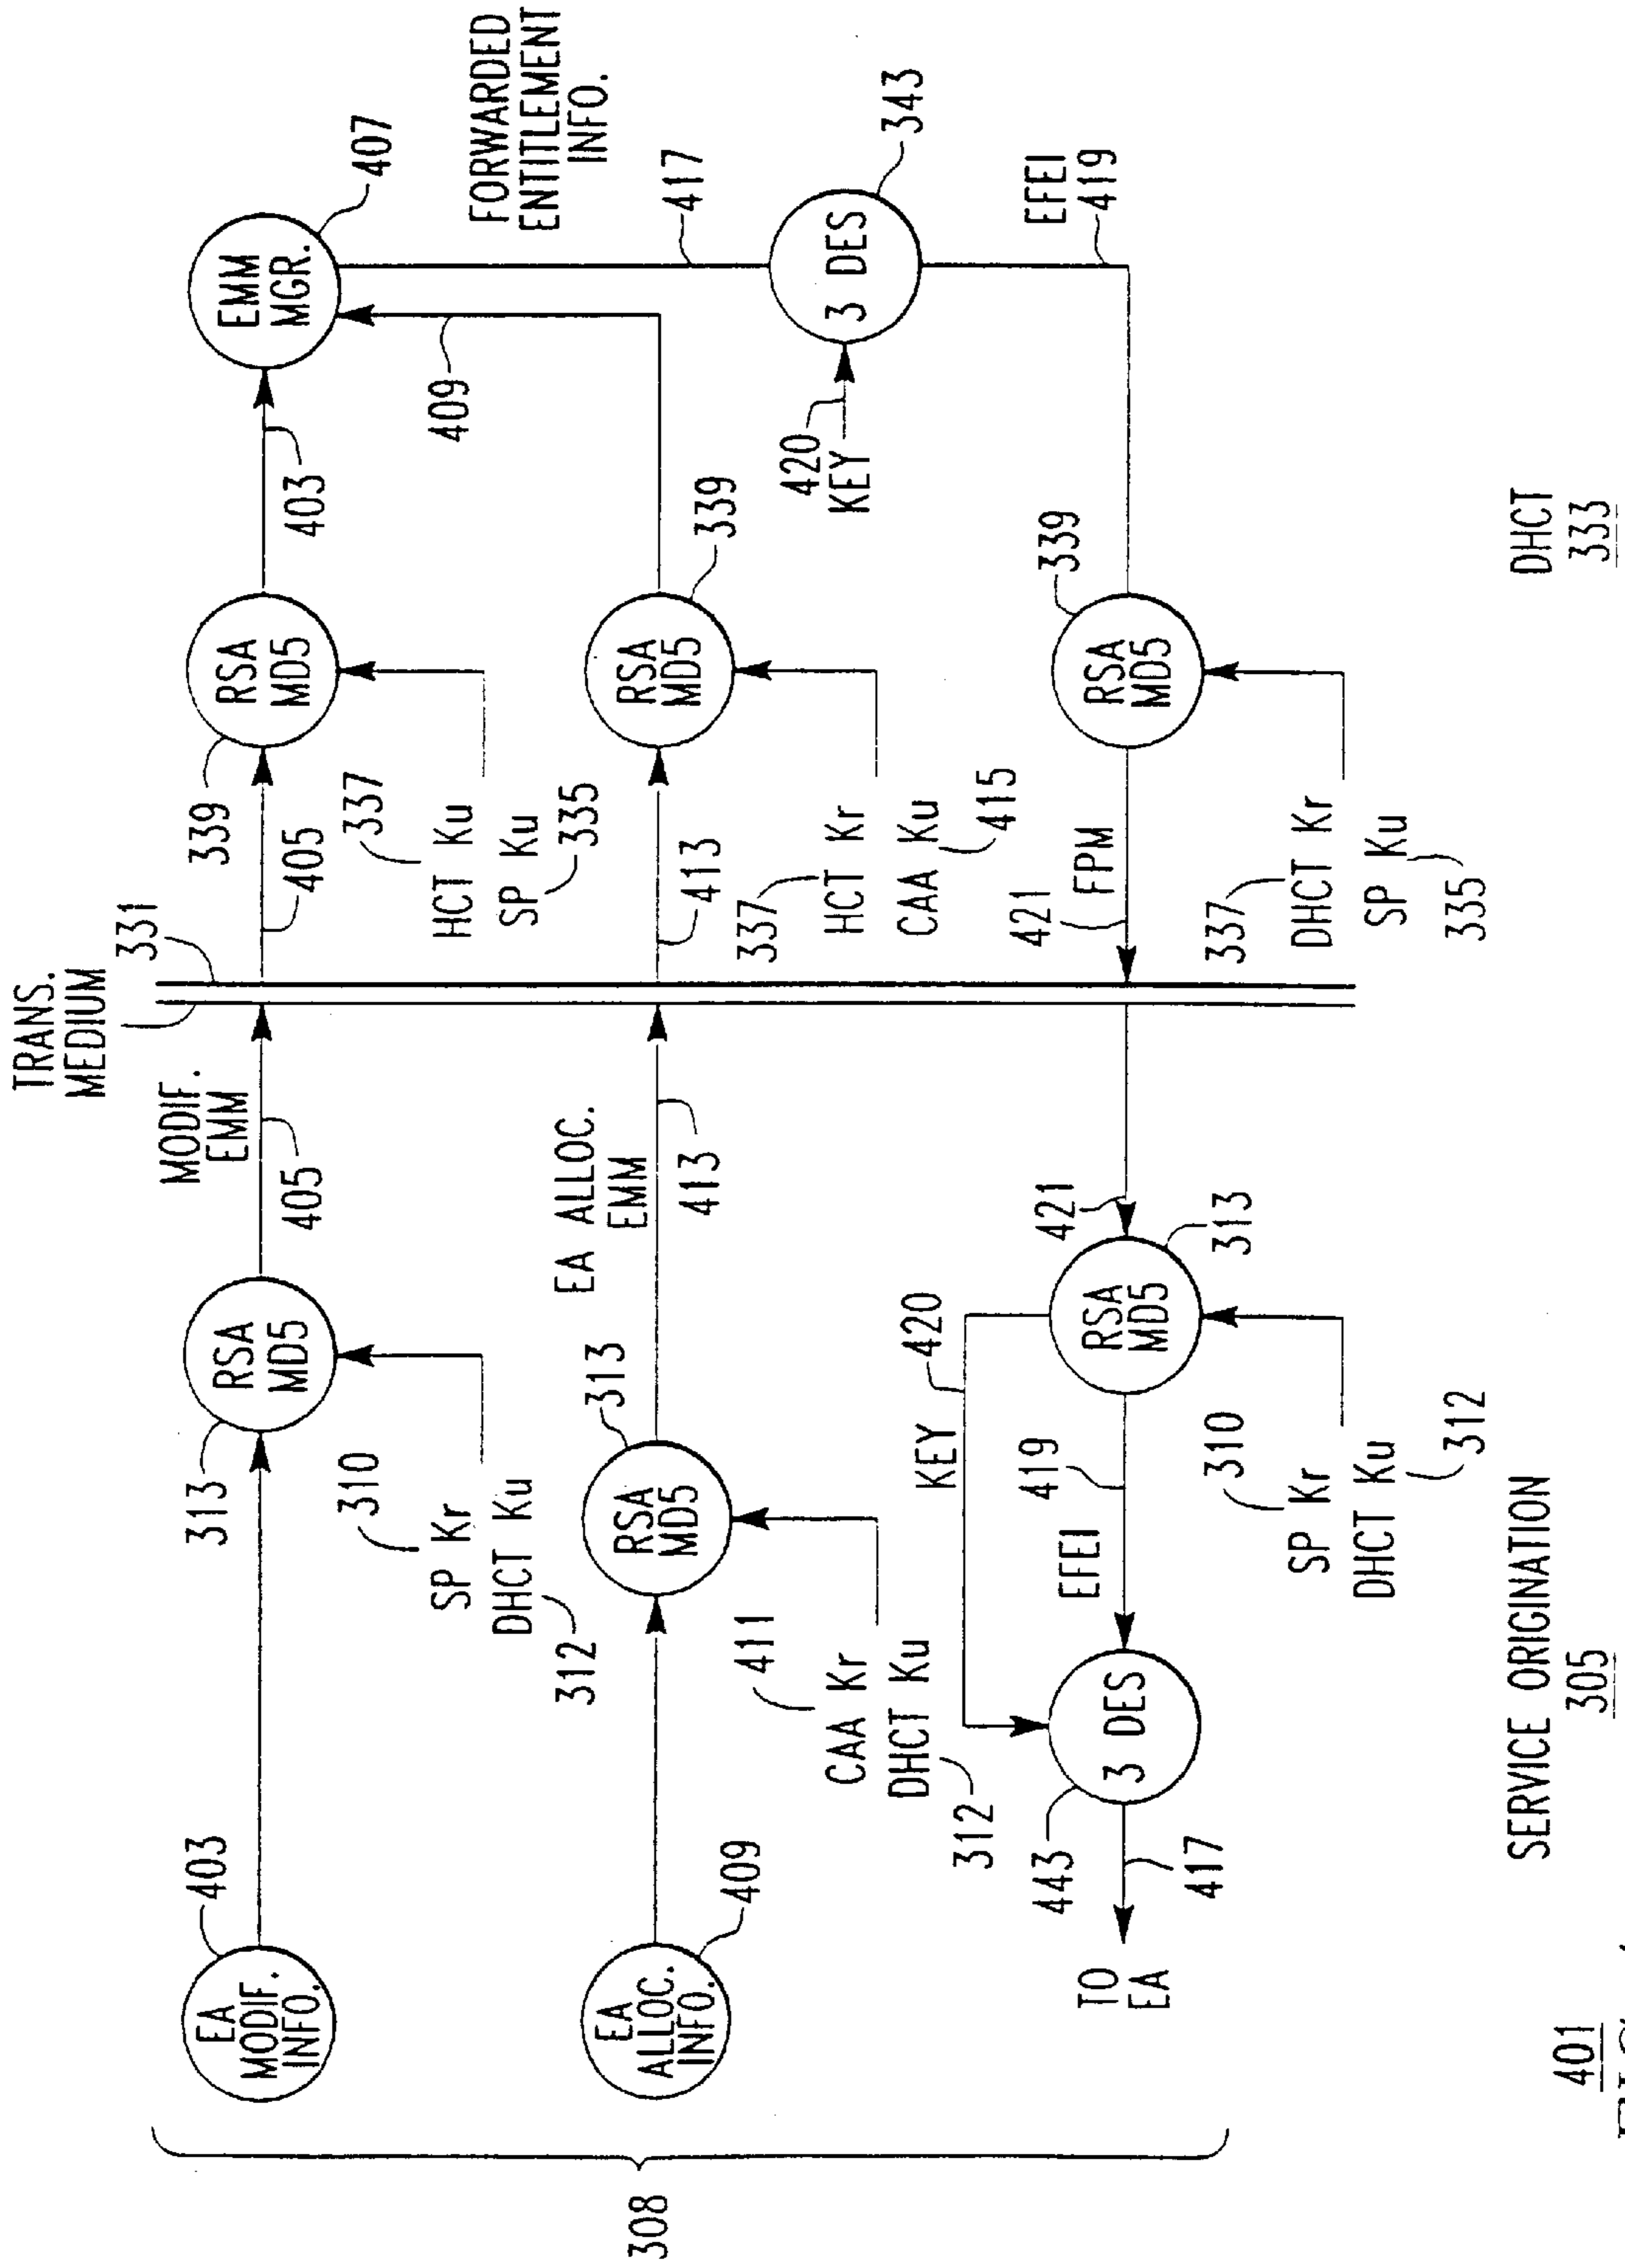 TRANS.
MEDIUM
331
EA
MODIF.
INFO.
403
313
RSA
MD5
MODIF.
EMM
405
310
SP Kr
DHCT Ku
312
339
405
RSA
MD5
403
337
HCT Ku
SP Ku
335
EMM
MGR.
407
409
FORWARDED
ENTITLEMENT
INFO.
417
EA
ALLOC.
INFO.
409
RSA
MD5
313
EA ALLOC.
EMM
413
411
CAA Kr
DHCT Ku
312
413
RSA
MD5
339
337
HCT Kr
CAA Ku
415
420
KEY
3 DES
343
EFEI
419
TO
EA
417
443
3 DES
KEY
420
EFEI
419
RSA
MD5
313
421
310
SP Kr
DHCT Ku
312
421
FPM
RSA
MD5
339
337
DHCT Kr
SP Ku
335
308
SERVICE ORIGINATION
305
DHCT
333
401